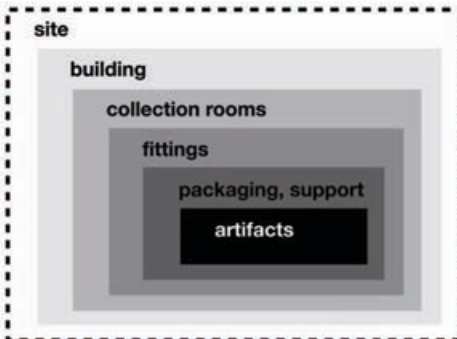 site
building
collection rooms
fittings
packaging, support
artifacts